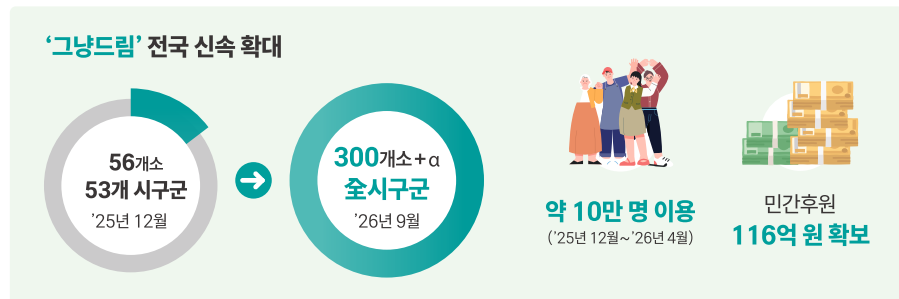 ‘그냥드림’ 전국 신속 확대
56개소
53개 시구군
’25년 12월
300개소+α
全시구군
’26년 9월
약 10만 명 이용
(’25년 12월~’26년 4월)
민간후원
116억 원 확보